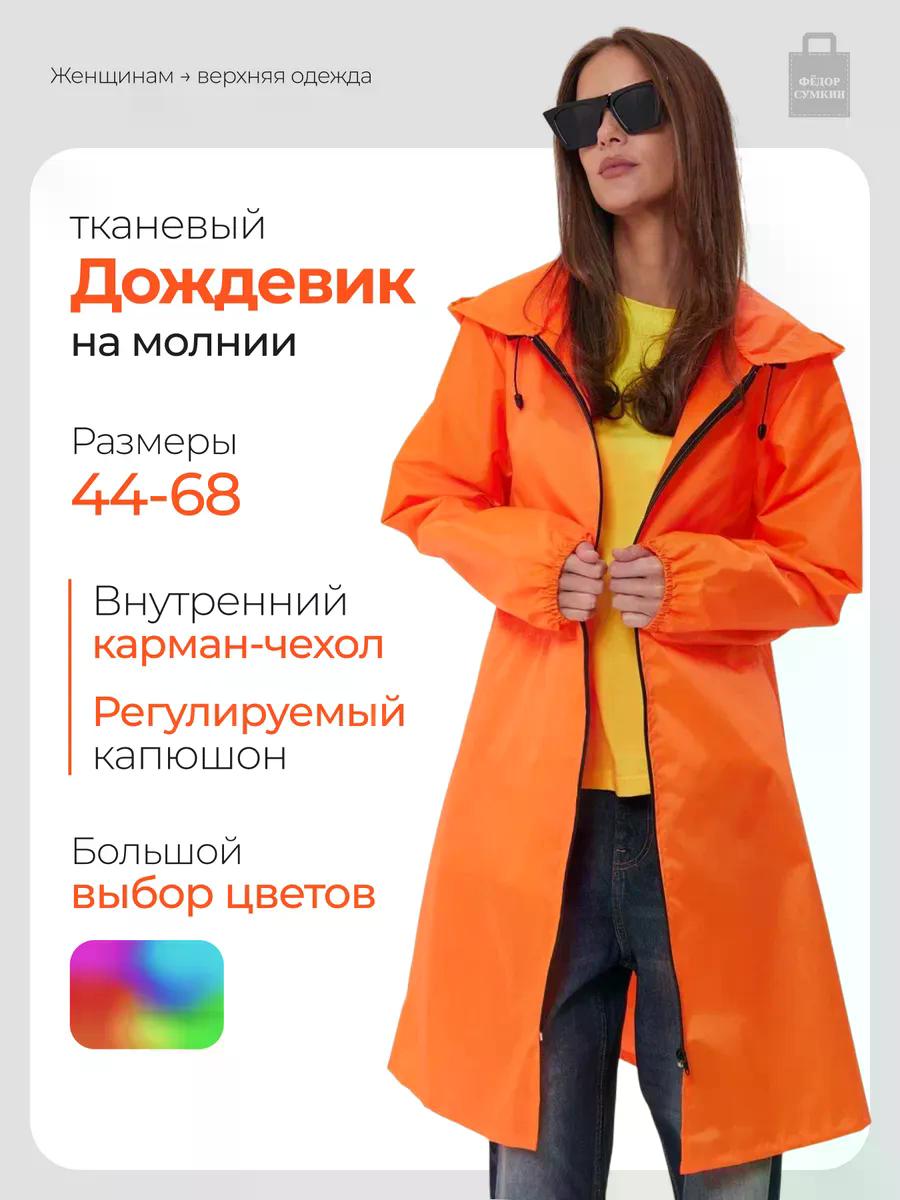 Женщинам → верхняя одежда
ФЁДОР
СУМКИН
тканевый
Дождевик
на молнии
Размеры
44-68
Внутренний
карман-чехол
Регулируемый
капюшон
Большой
выбор цветов